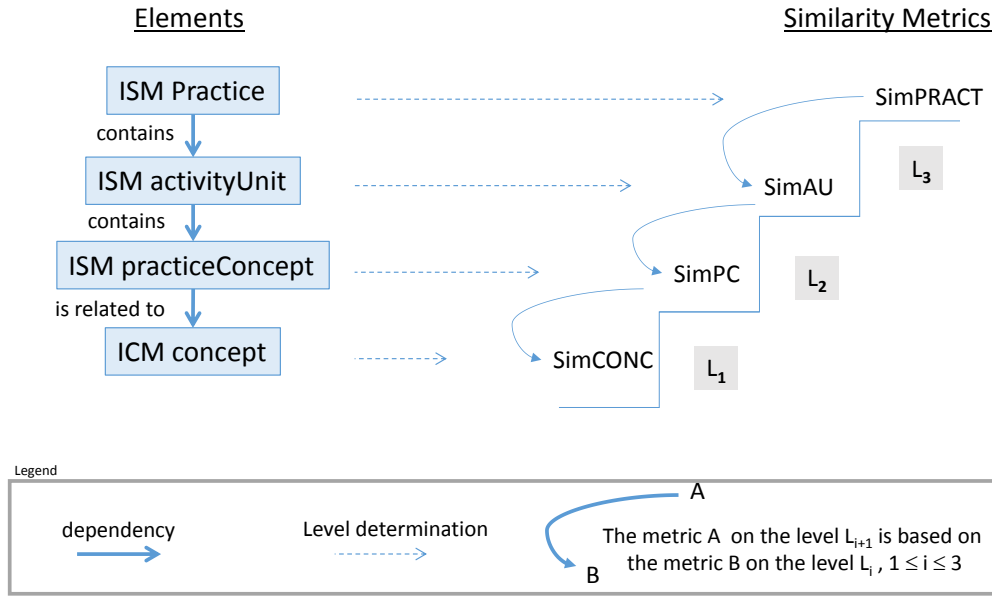 Elements
Similarity Metrics
ISM Practice
SimPRACT
contains
L3
ISM activityUnit
SimAU
contains
ISM practiceConcept
SimPC
L2
is related to
ICM concept
SimCONC
L1
Legend
dependency
Level determination
A
B
The metric A on the level Li+1 is based on
the metric B on the level Li , 1 ≤ i ≤ 3